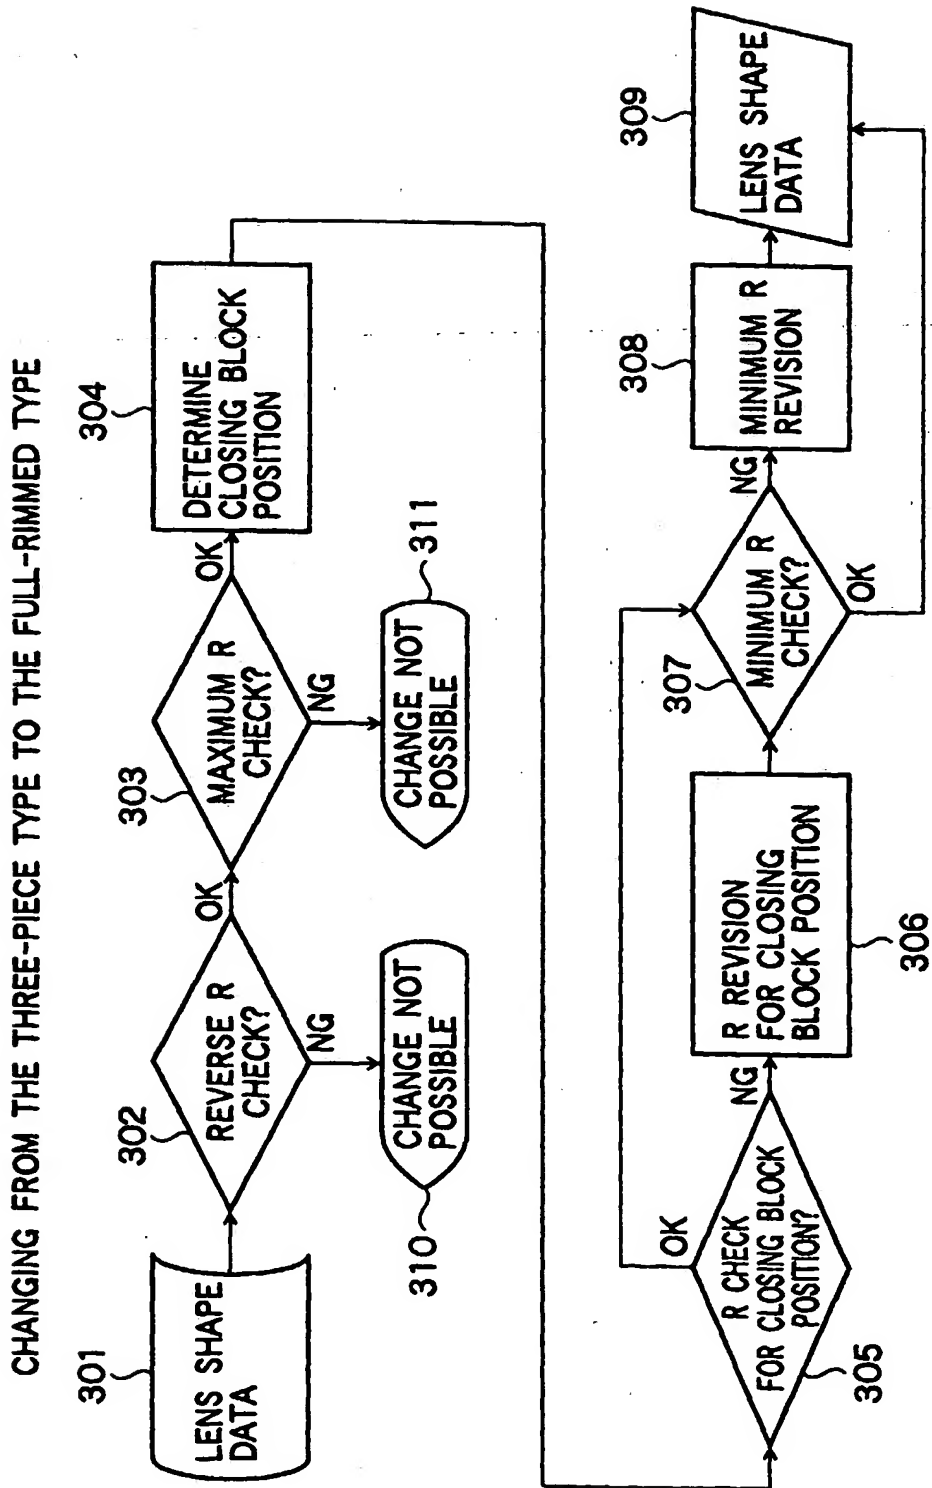 CHANGING FROM THE THREE-PIECE TYPE TO THE FULL-RIMMED TYPE
301
LENS SHAPE
DATA
302
REVERSE R
CHECK?
OK
NG
310
CHANGE NOT
POSSIBLE
303
MAXIMUM R
CHECK?
OK
NG
311
CHANGE NOT
POSSIBLE
304
DETERMINE
CLOSING BLOCK
POSITION
305
R CHECK
FOR CLOSING BLOCK
POSITION?
OK
NG
306
R REVISION
FOR CLOSING
BLOCK POSITION
307
MINIMUM R
CHECK?
NG
OK
308
MINIMUM R
REVISION
309
LENS SHAPE
DATA